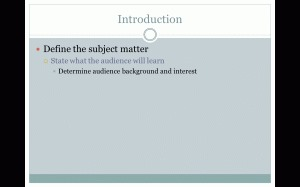 Introduction
Define the subject matter
State what the audience will learn
Determine audience background and interest